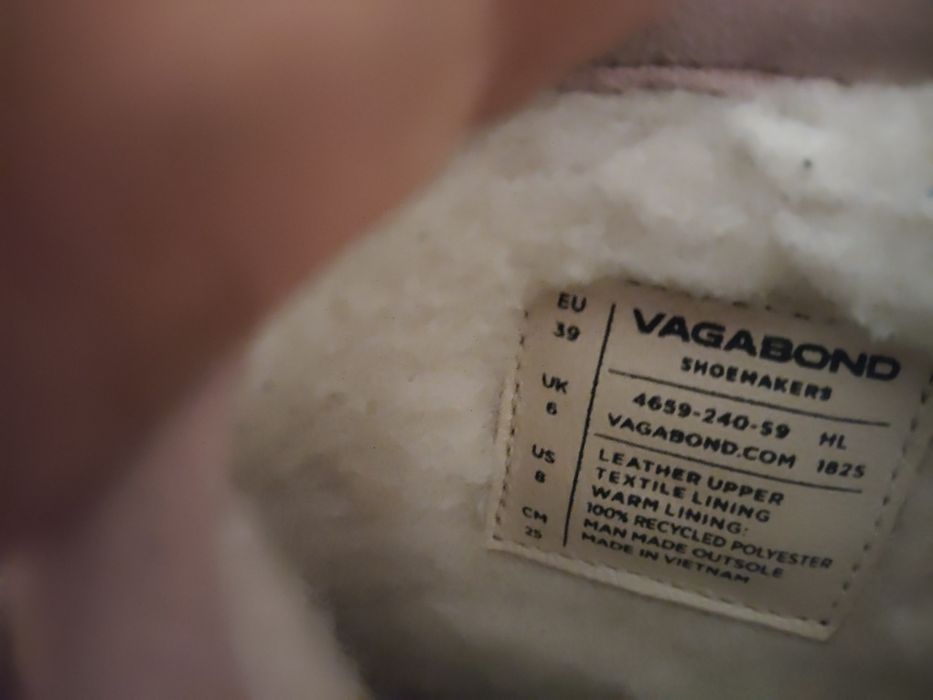 EU
39
UK
6
US
8
CM
25
VAGABOND
SHOEMAKERS
4659-240-59 HL
VAGABOND.COM 1825
LEATHER UPPER
TEXTILE LINING
WARM LINING:
100% RECYCLED POLYESTER
MAN MADE OUTSOLE
MADE IN VIETNAM